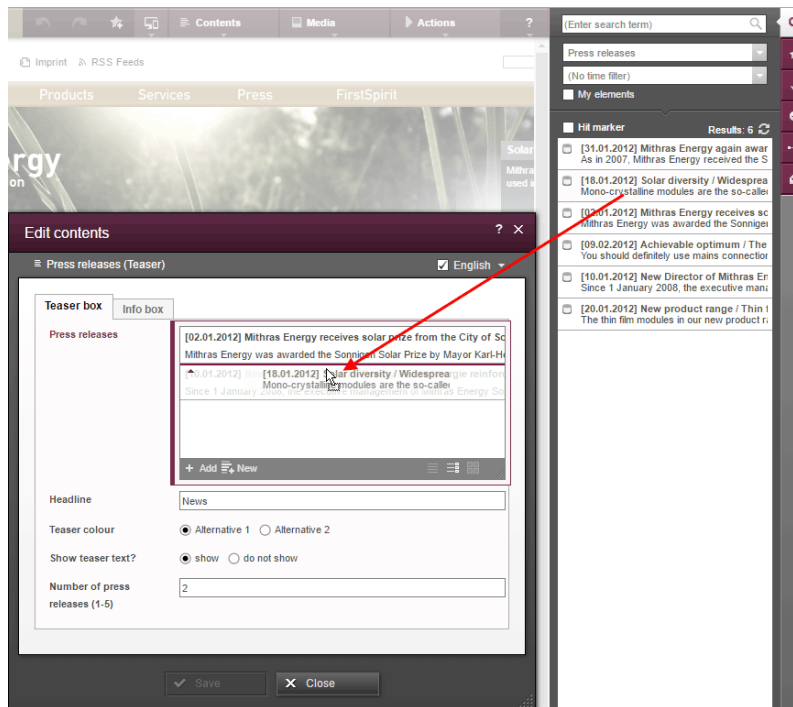 Contents
Media
Actions
?
Imprint
RSS Feeds
Products
Services
Press
FirstSpirit
rgy
on
Solar
Mithra
used i
Edit contents
?
Press releases (Teaser)
English
Teaser box
Info box
Press releases
[02.01.2012] Mithras Energy receives solar prize from the City of So
Mithras Energy was awarded the Sonnigen Solar Prize by Mayor Karl-He
[18.01.2012] Solar diversity / Widesprea
Mono-crystalline modules are the so-called
Since 1 January 2008, the executive management of Mithras Energy So
+ Add
New
Headline
News
Teaser colour
Alternative 1
Alternative 2
Show teaser text?
show
do not show
Number of press
releases (1-5)
2
Save
Close
(Enter search term)
Press releases
(No time filter)
My elements
Hit marker
Results: 6
[31.01.2012] Mithras Energy again awar
As in 2007, Mithras Energy received the S
[18.01.2012] Solar diversity / Widesprea
Mono-crystalline modules are the so-called
[02.01.2012] Mithras Energy receives so
Mithras Energy was awarded the Sonnigen
[09.02.2012] Achievable optimum / The
You should definitely use mains connection
[10.01.2012] New Director of Mithras En
Since 1 January 2008, the executive mana
[20.01.2012] New product range / Thin f
The thin film modules in our new product ra